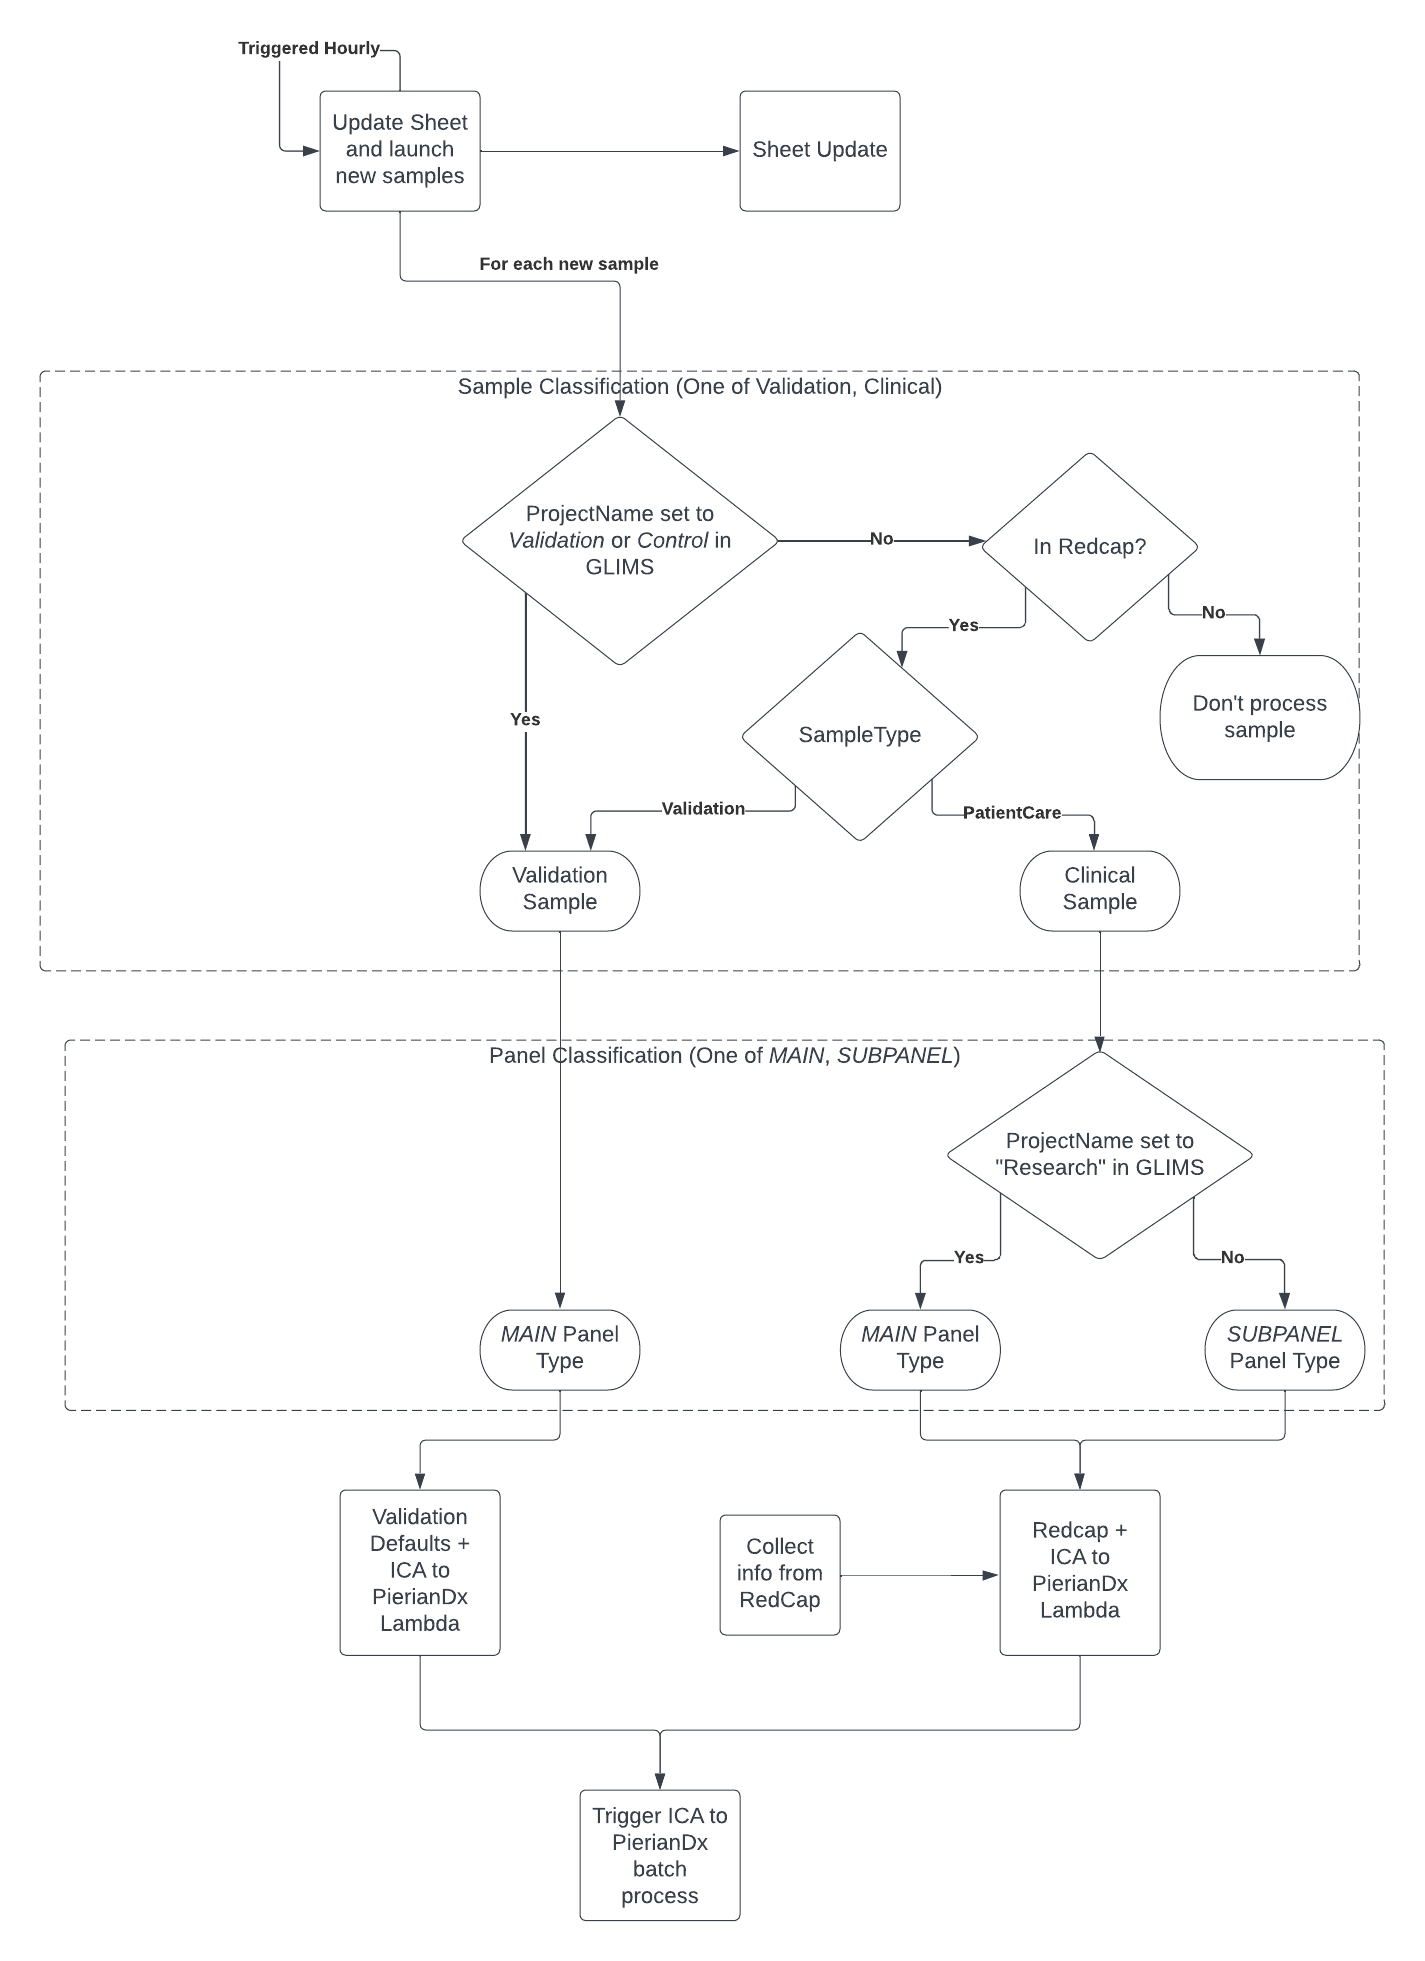 Triggered Hourly
Update Sheet
and launch
new samples
Sheet Update
For each new sample
Sample Classification (One of Validation, Clinical)
ProjectName set to
Validation or Control in
GLIMS
No
In Redcap?
Yes
No
Don't process
sample
Yes
SampleType
Validation
PatientCare
Validation
Sample
Clinical
Sample
Panel Classification (One of MAIN, SUBPANEL)
ProjectName set to
"Research" in GLIMS
Yes
No
MAIN Panel
Type
MAIN Panel
Type
SUBPANEL
Panel Type
Validation
Defaults +
ICA to
PierianDx
Lambda
Collect
info from
RedCap
Redcap +
ICA to
PierianDx
Lambda
Trigger ICA to
PierianDx
batch
process